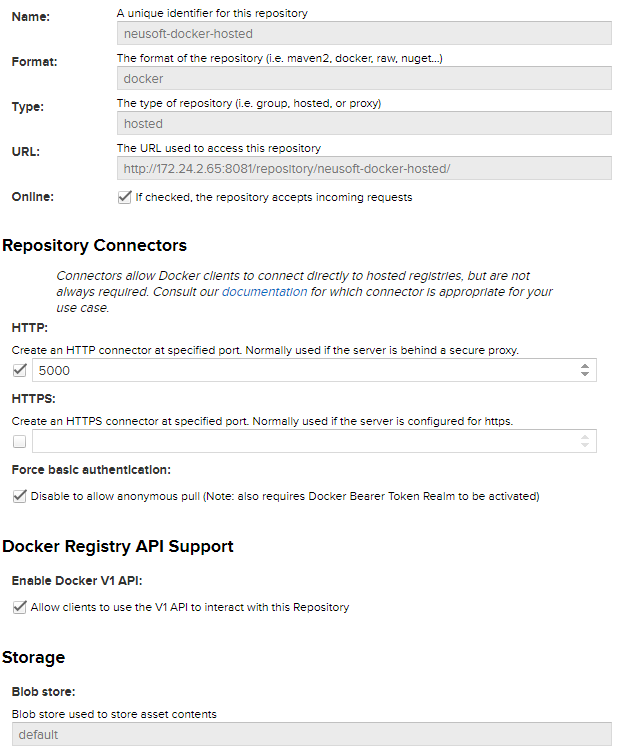 Name:
A unique identifier for this repository
neusoft-docker-hosted
Format:
The format of the repository (i.e. maven2, docker, raw, nuget...)
docker
Type:
The type of repository (i.e. group, hosted, or proxy)
hosted
URL:
The URL used to access this repository
http://172.24.2.65:8081/repository/neusoft-docker-hosted/
Online:
If checked, the repository accepts incoming requests
Repository Connectors
Connectors allow Docker clients to connect directly to hosted registries, but are not
always required. Consult our documentation for which connector is appropriate for your
use case.
HTTP:
Create an HTTP connector at specified port. Normally used if the server is behind a secure proxy.
5000
HTTPS:
Create an HTTPS connector at specified port. Normally used if the server is configured for https.
Force basic authentication:
Disable to allow anonymous pull (Note: also requires Docker Bearer Token Realm to be activated)
Docker Registry API Support
Enable Docker V1 API:
Allow clients to use the V1 API to interact with this Repository
Storage
Blob store:
Blob store used to store asset contents
default